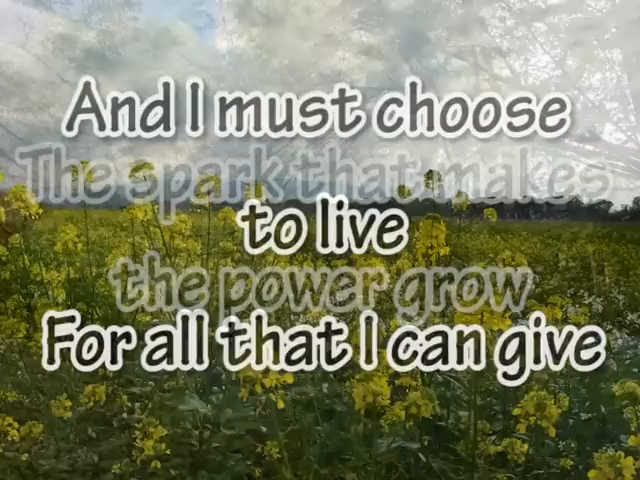 And I must choose
The spark that makes
to live
the power grow
For all that I can give